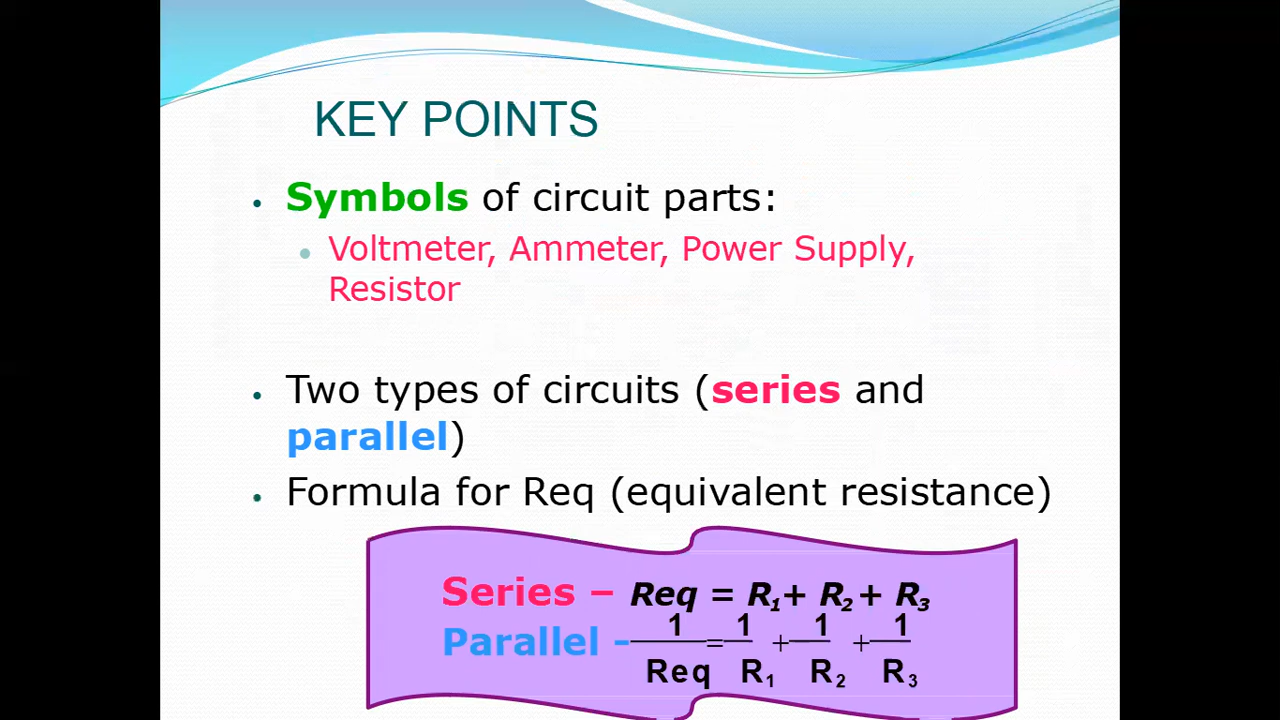 KEY POINTS
• Symbols of circuit parts:
• Voltmeter, Ammeter, Power Supply,
Resistor
• Two types of circuits (series and
parallel)
• Formula for Req (equivalent resistance)
Series – Req = R₁+ R₂+ R₃
Parallel - 1/Req = 1/R₁ + 1/R₂ + 1/R₃